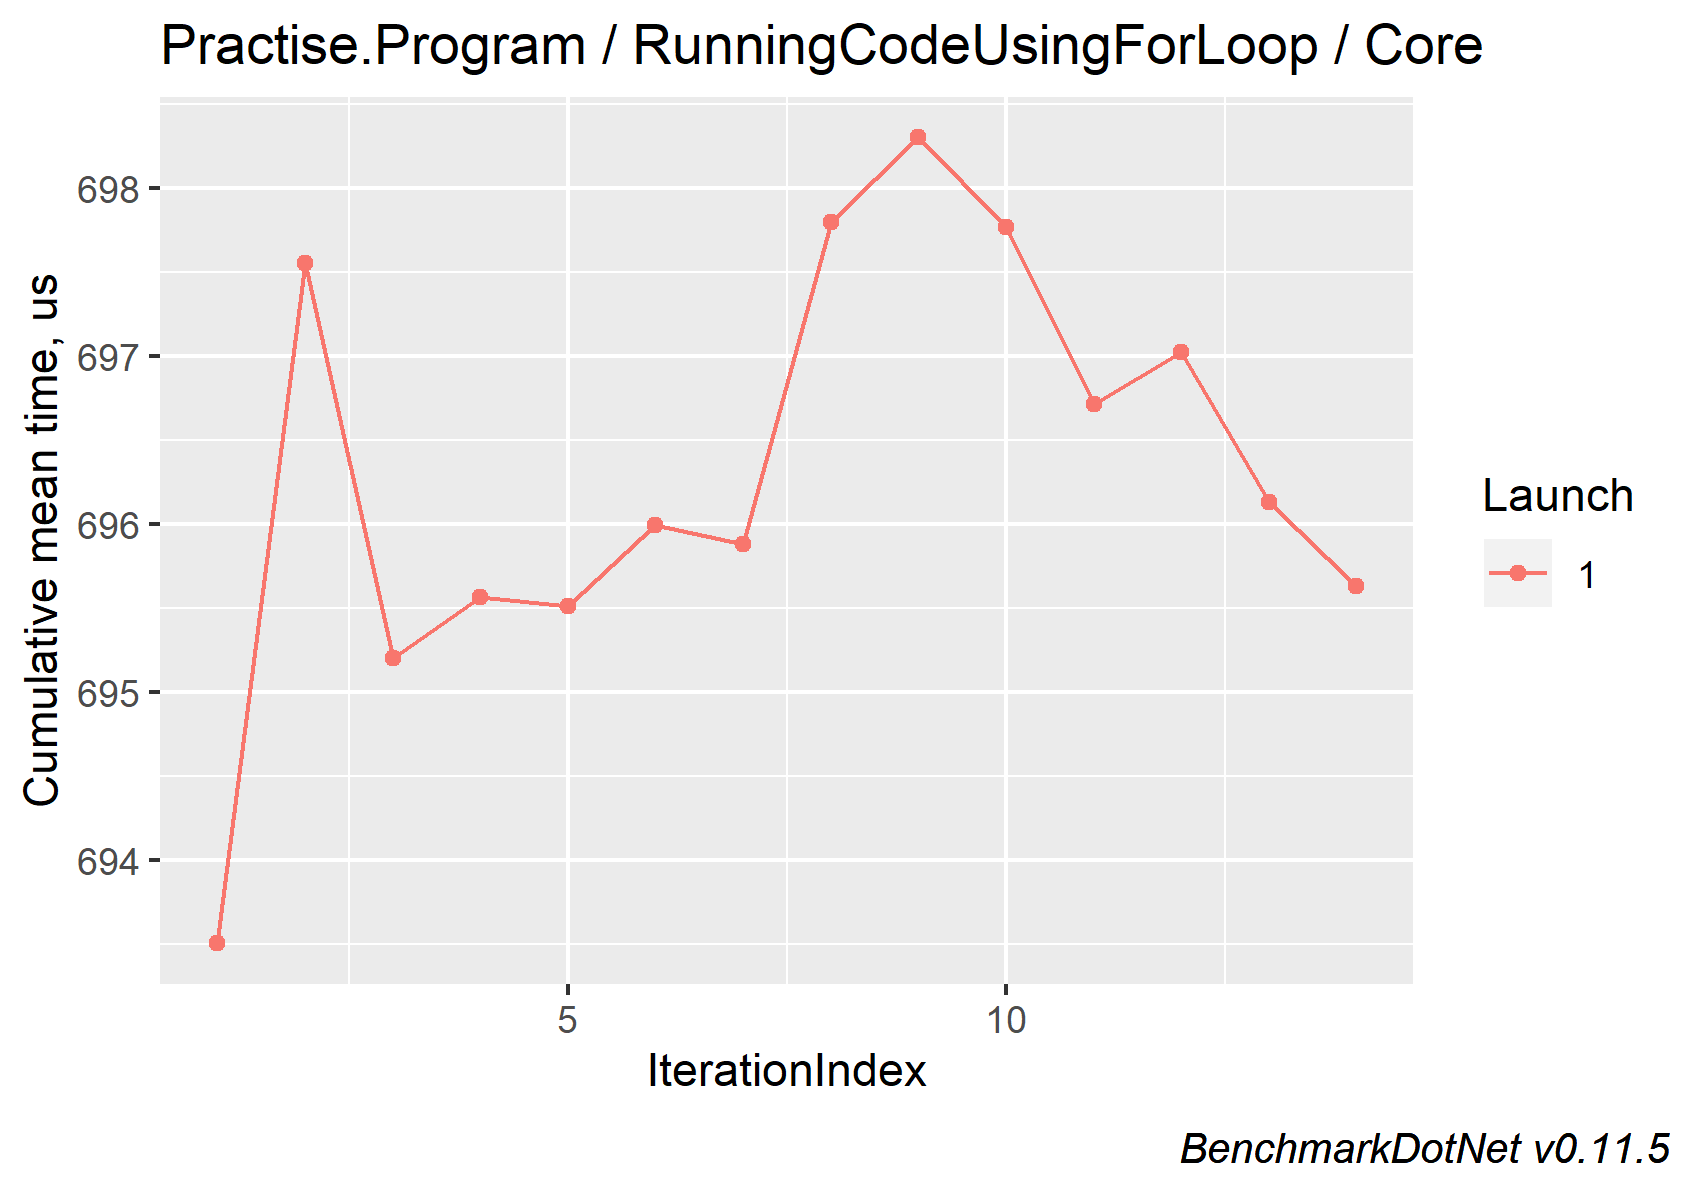 Practise.Program / RunningCodeUsingForLoop / Core
Cumulative mean time, us
698
697
696
695
694
5
10
IterationIndex
Launch
1
BenchmarkDotNet v0.11.5